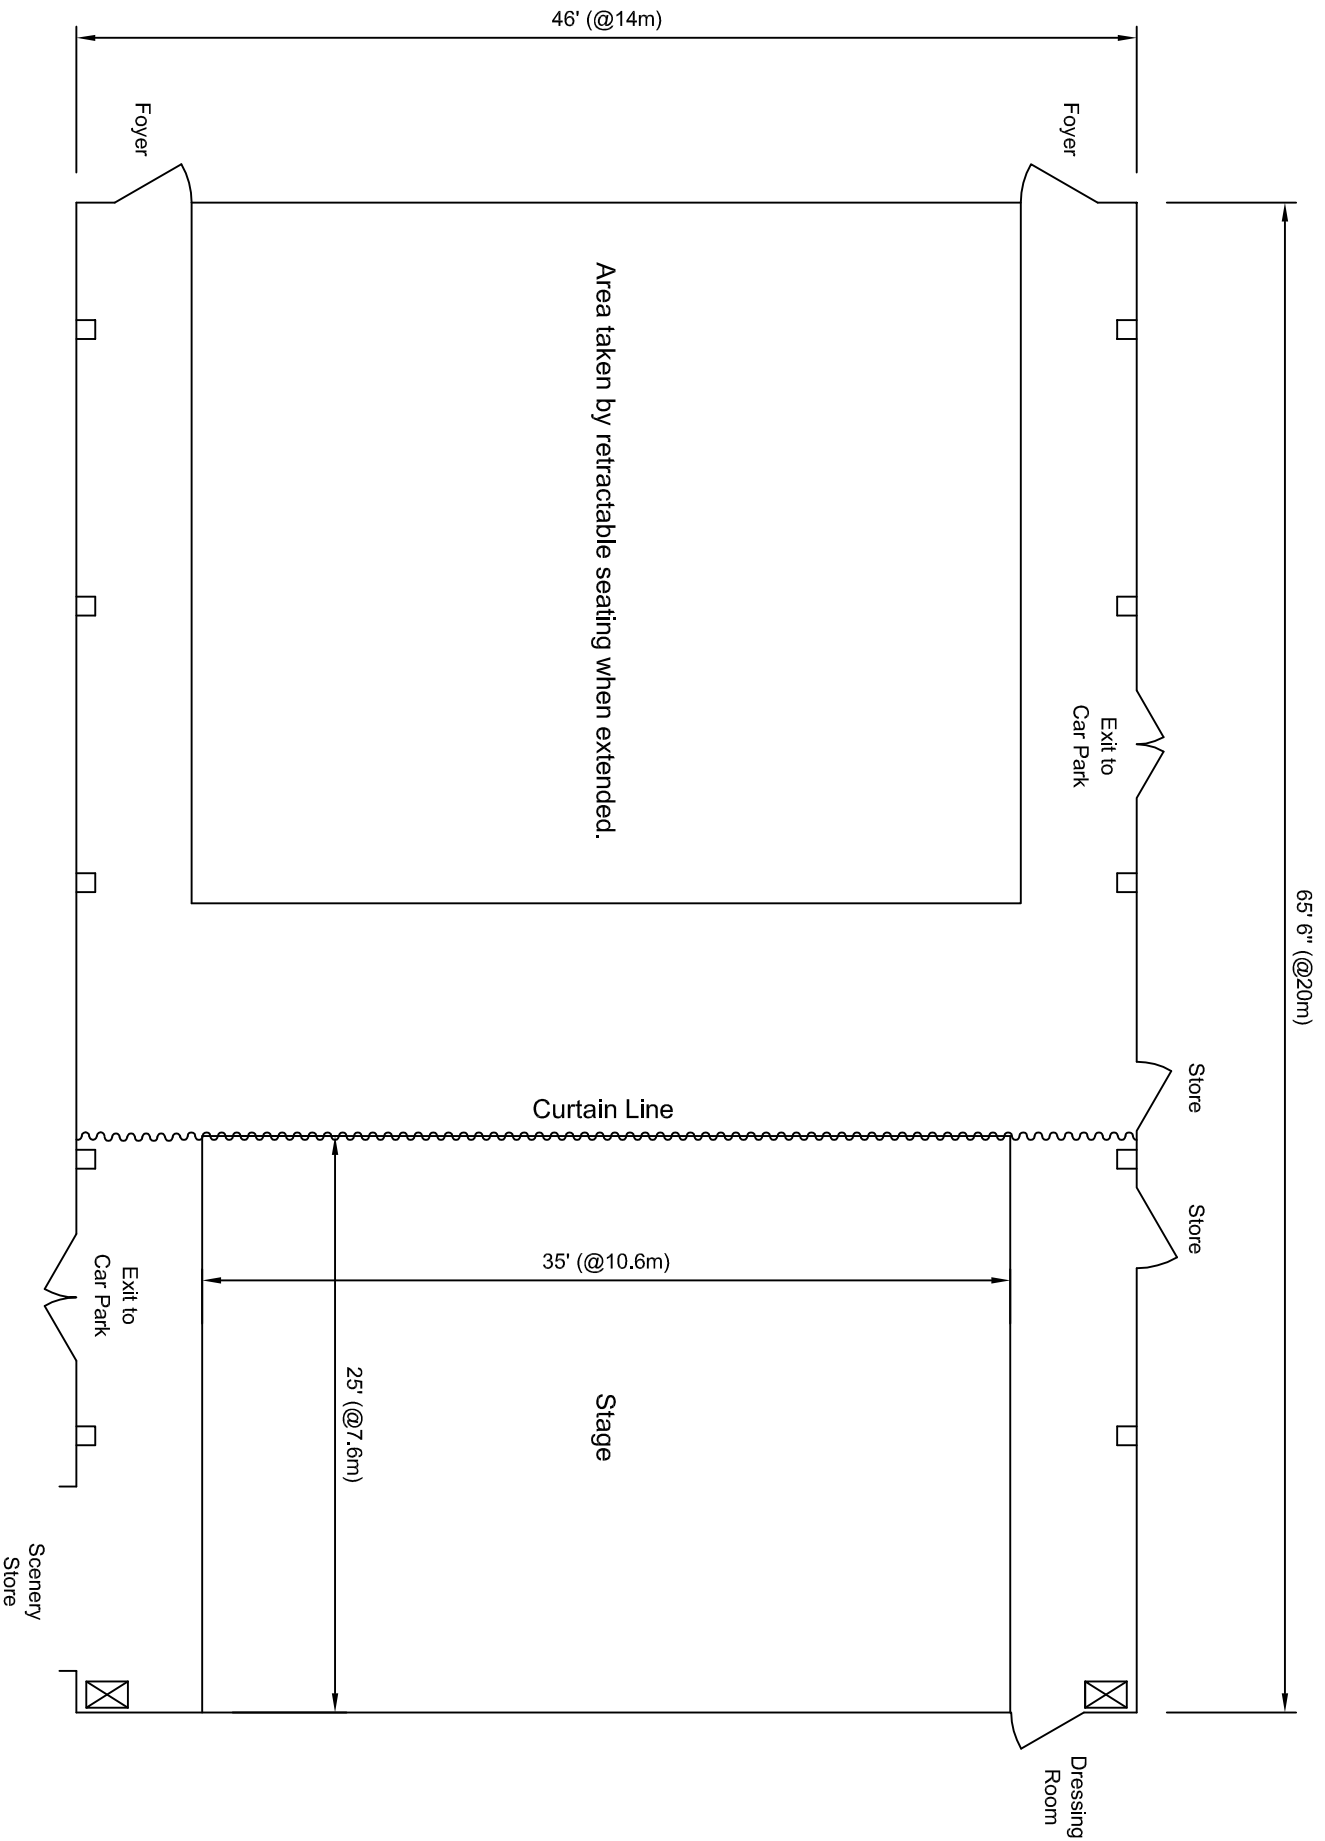 46' (@14m)
Foyer
Foyer
Area taken by retractable seating when extended.
Exit to
Car Park
65' 6" (@20m)
Store
Curtain Line
Store
35' (@10.6m)
Exit to
Car Park
25' (@7.6m)
Stage
Scenery
Store
Dressing
Room